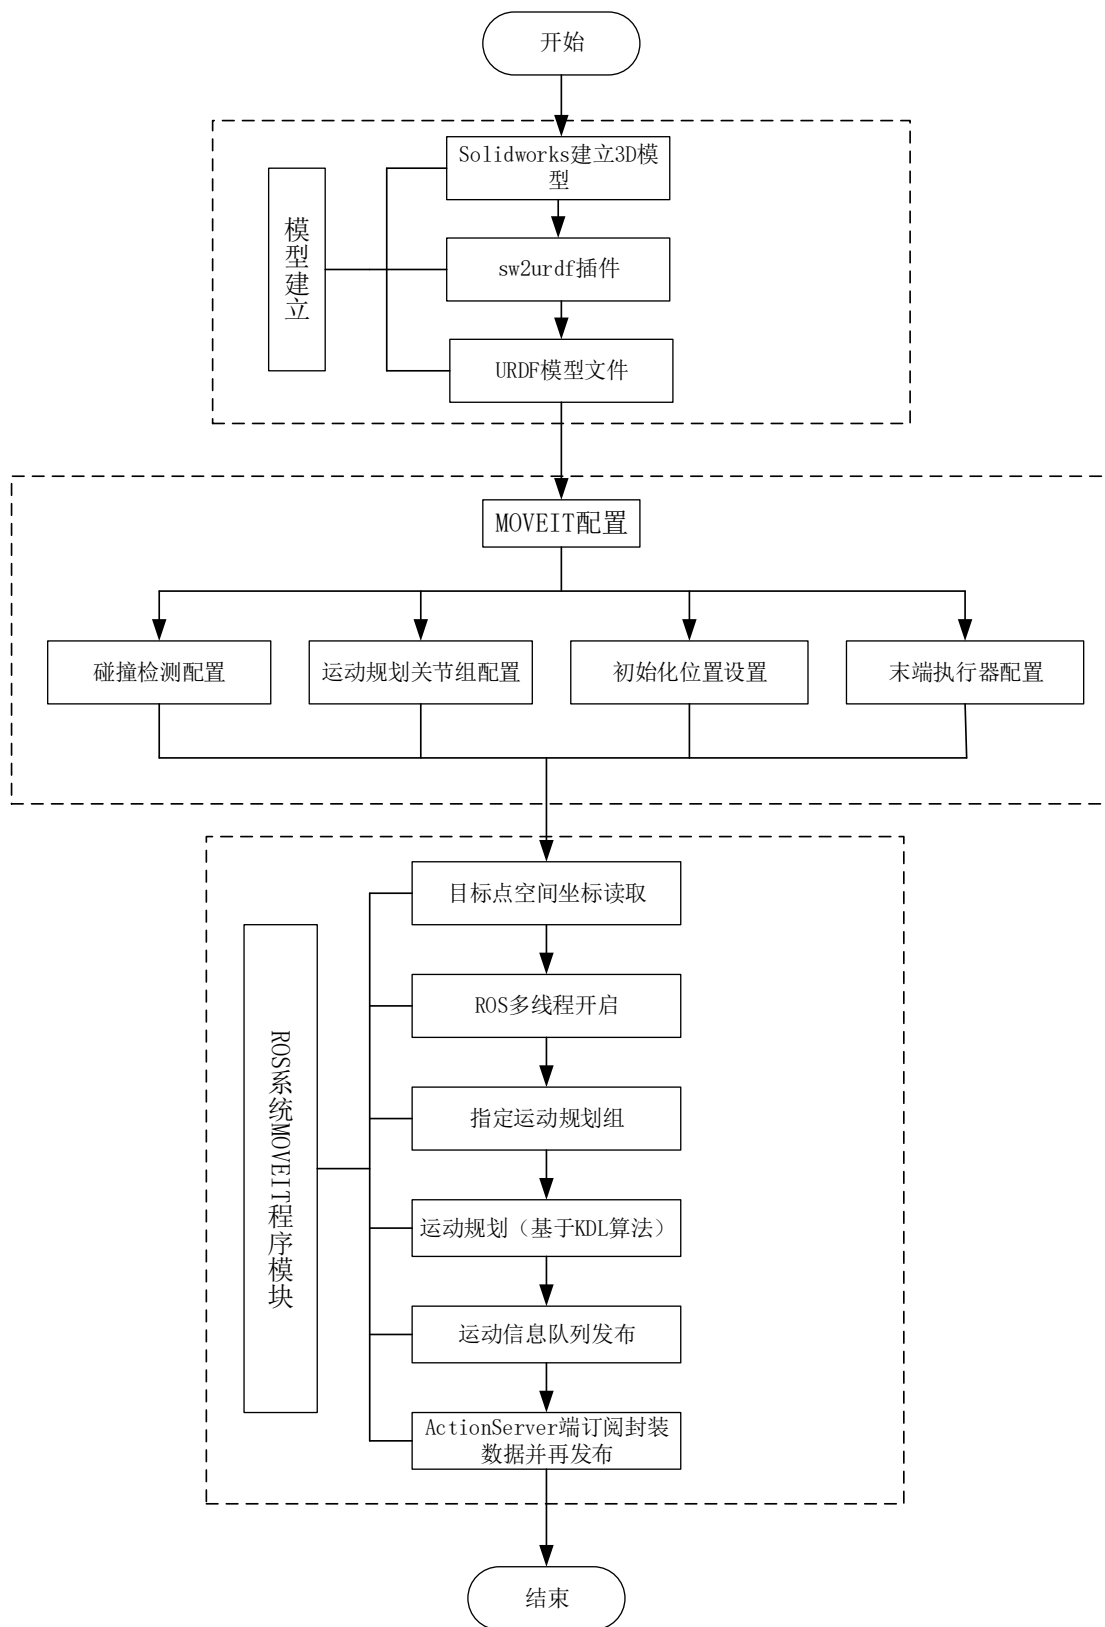 开始
Solidworks建立3D模
型
模型建立
sw2urdf插件
URDF模型文件
MOVEIT配置
碰撞检测配置
运动规划关节组配置
初始化位置设置
末端执行器配置
ROS系统MOVEIT程序模块
目标点空间坐标读取
ROS多线程开启
指定运动规划组
运动规划（基于KDL算法）
运动信息队列发布
ActionServer端订阅封装
数据并再发布
结束